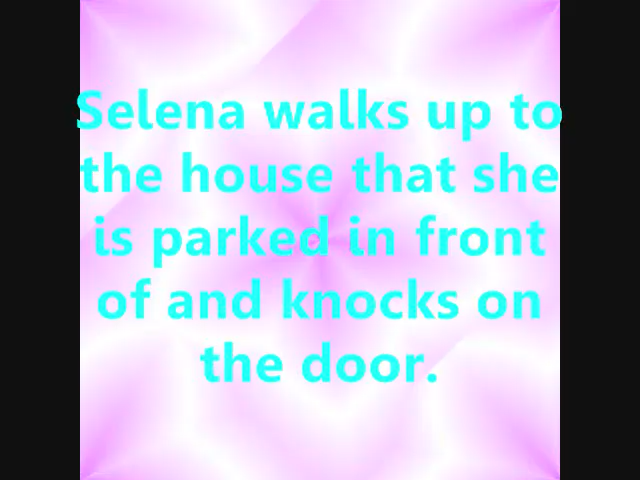 Selena walks up to
the house that she
is parked in front
of and knocks on
the door.